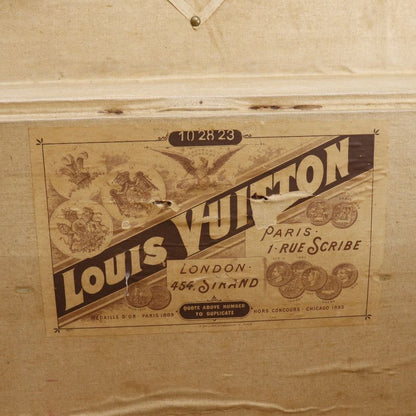 10 28 23
LOUIS VUITTON
PARIS·
1·RUE SCRIBE
LONDON·
454. STRAND
QUOTE ABOVE NUMBER
TO DUPLICATE
MEDAILLE D'OR · PARIS 1889
HORS CONCOURS · CHICAGO 1893